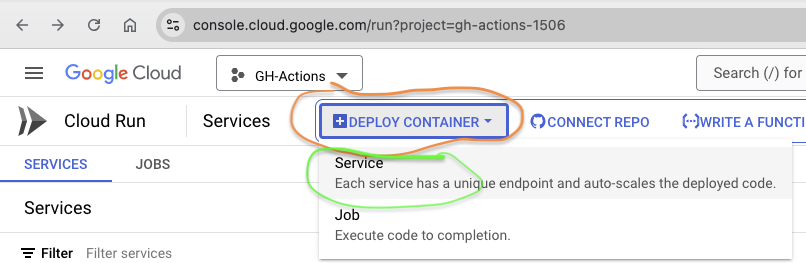 console.cloud.google.com/run?project=gh-actions-1506
Google Cloud
GH-Actions
Search (/) for
Cloud Run
Services
DEPLOY CONTAINER
CONNECT REPO
WRITE A FUNCTI
SERVICES
JOBS
Service
Each service has a unique endpoint and auto-scales the deployed code.
Services
Job
Execute code to completion.
Filter Filter services